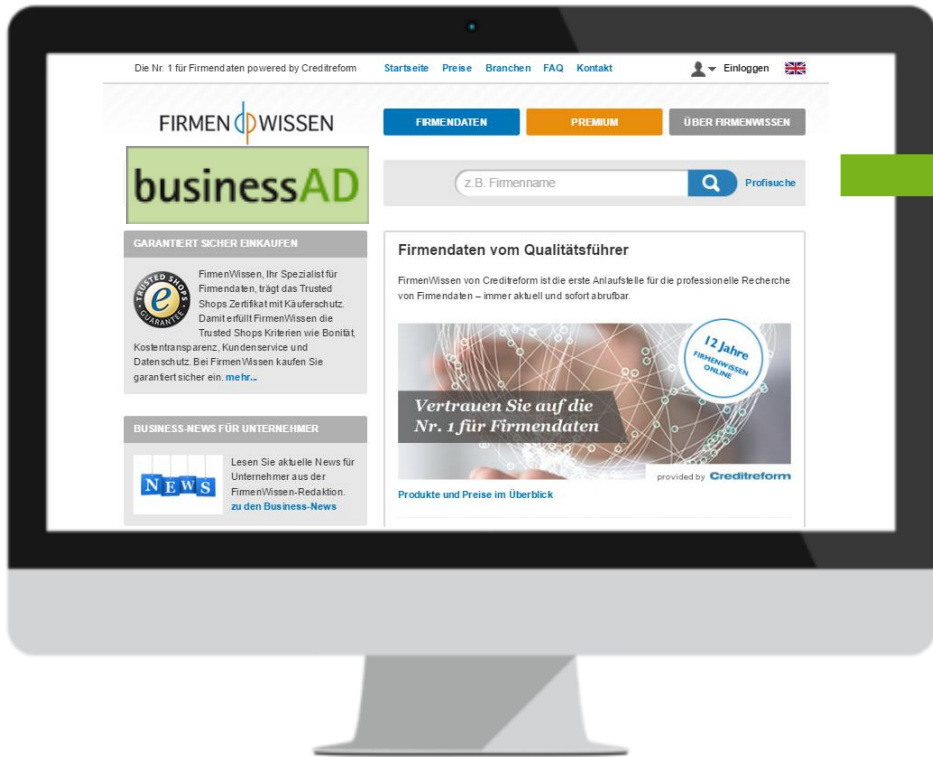 Die Nr. 1 für Firmendaten powered by Creditreform
Startseite Preise Branchen FAQ Kontakt
Einloggen
FIRMEN WISSEN
FIRMENDATEN
PREMIUM
ÜBER FIRMENWISSEN
businessAD
z.B. Firmenname
Profisuche
GARANTIERT SICHER EINKAUFEN
TRUSTED SHOPS
e
GUARANTEE
FirmenWissen, Ihr Spezialist für
Firmendaten, trägt das Trusted
Shops Zertifikat mit Käuferschutz.
Damit erfüllt FirmenWissen die
Trusted Shops Kriterien wie Bonität,
Kostentransparenz, Kundenservice und
Datenschutz. Bei FirmenWissen kaufen Sie
garantiert sicher ein. mehr...
BUSINESS-NEWS FÜR UNTERNEHMER
NEWS
Lesen Sie aktuelle News für
Unternehmer aus der
FirmenWissen-Redaktion.
zu den Business-News
Firmendaten vom Qualitätsführer
FirmenWissen von Creditreform ist die erste Anlaufstelle für die professionelle Recherche
von Firmendaten – immer aktuell und sofort abrufbar.
12 Jahre
FIRMENWISSEN
ONLINE
Vertrauen Sie auf die
Nr. 1 für Firmendaten
provided by Creditreform
Produkte und Preise im Überblick